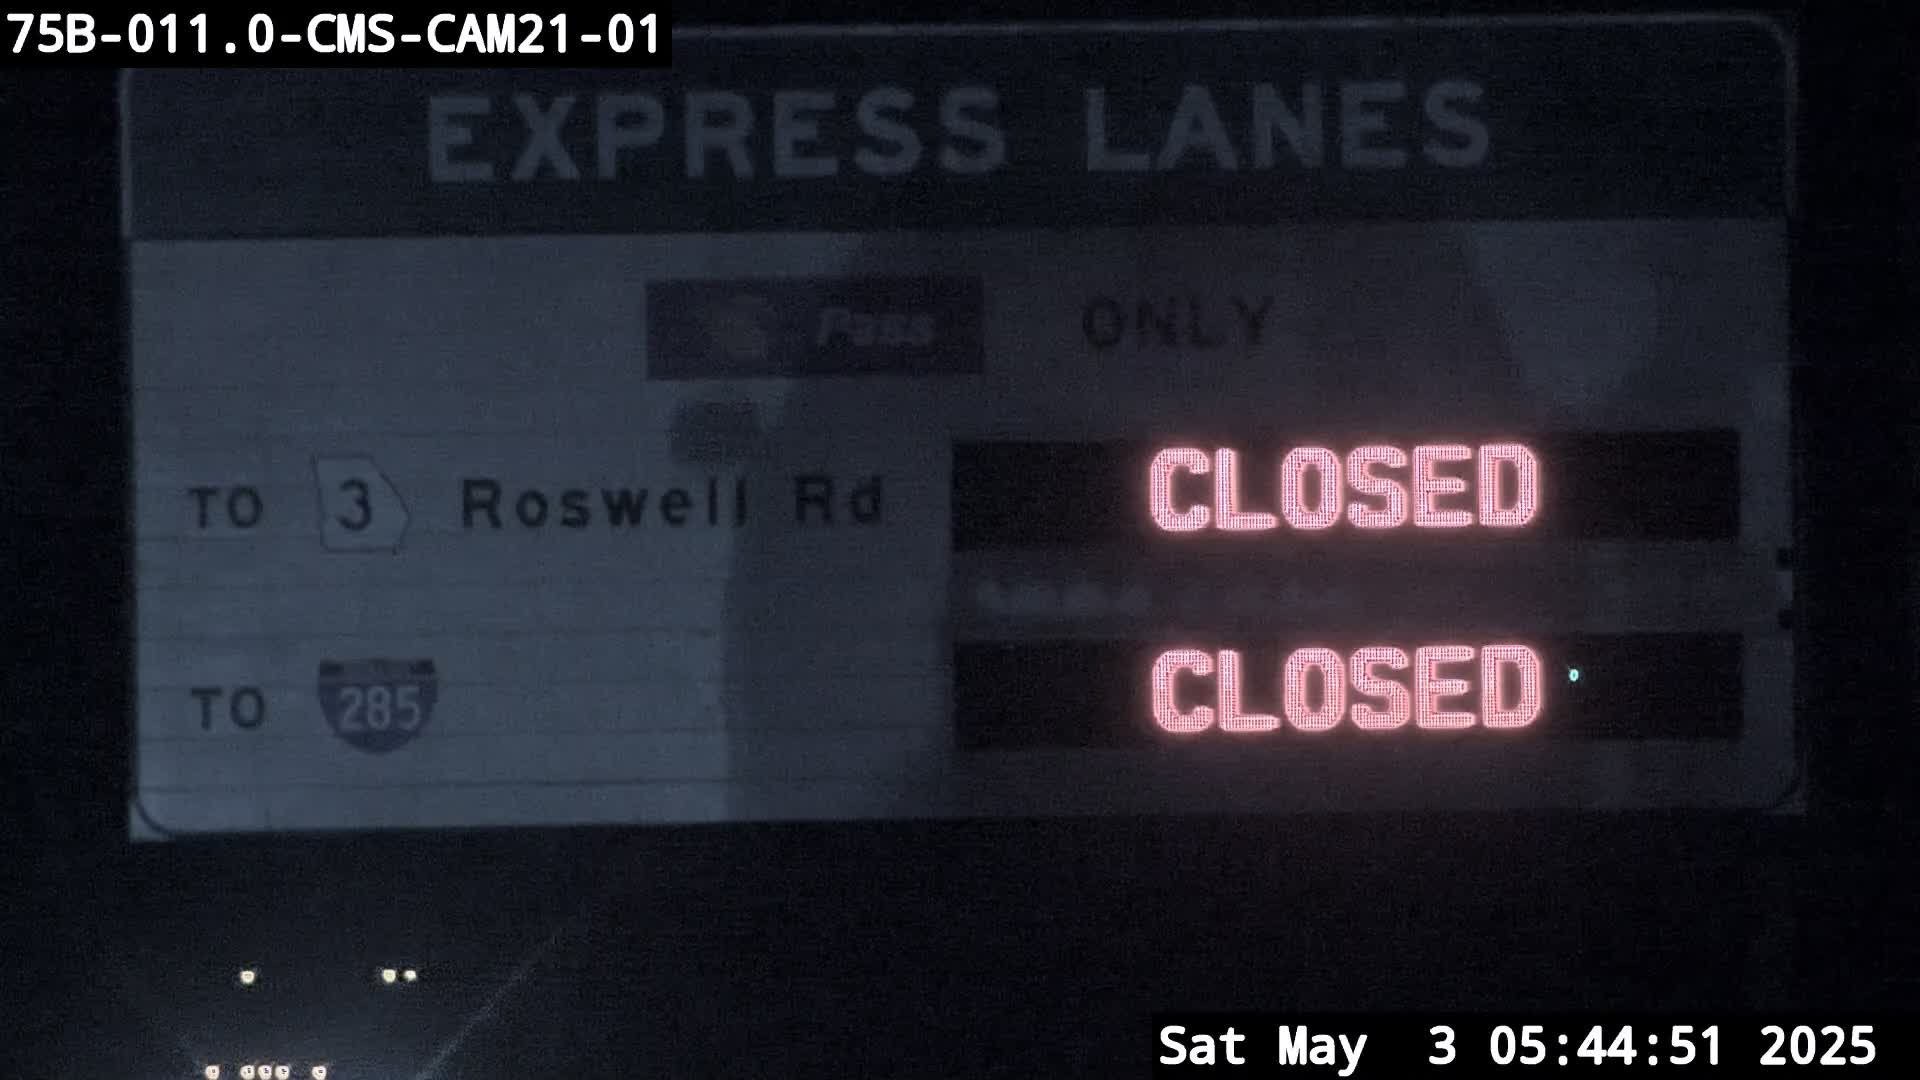 75B-011.0-CMS-CAM21-01
EXPRESS LANES
Pass ONLY
TO 3 Roswell Rd CLOSED
TO 285 CLOSED
Sat May 3 05:44:51 2025